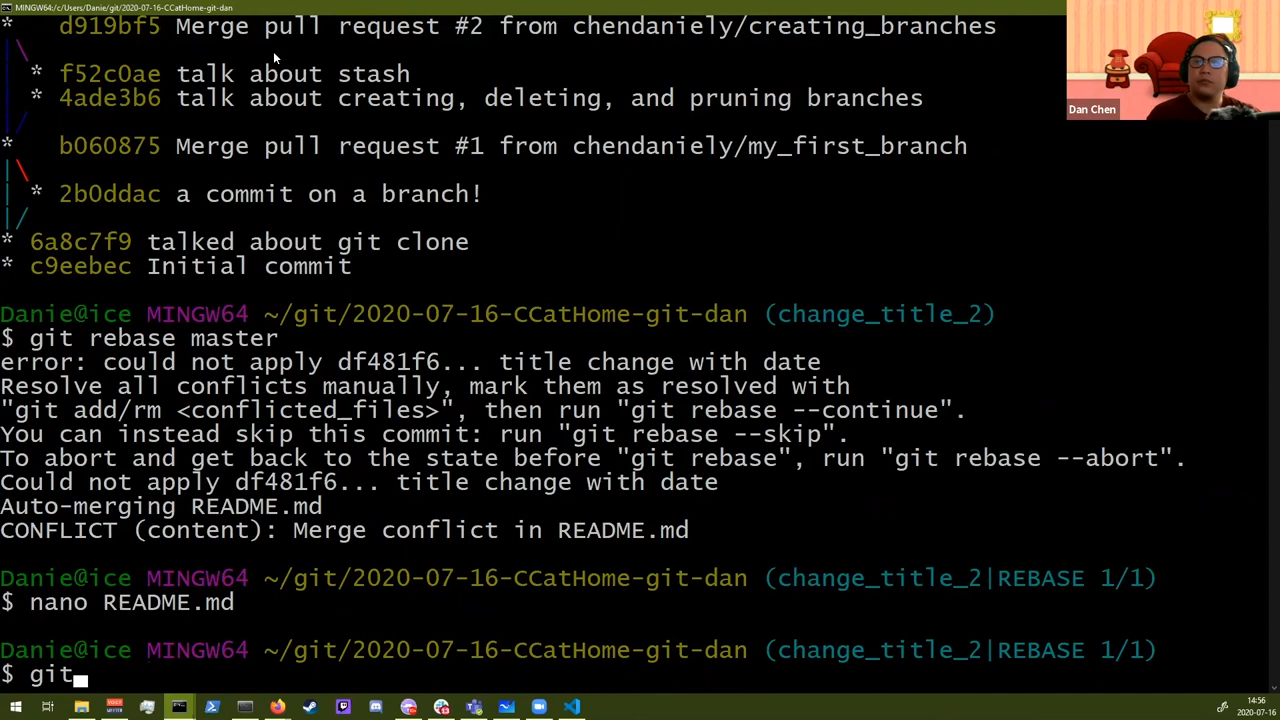 MINGW64:/c/Users/Danie/git/2020-07-16-CCatHome-git-dan
* d919bf5 Merge pull request #2 from chendaniely/creating_branches
|\
| * f52c0ae talk about stash
| * 4ade3b6 talk about creating, deleting, and pruning branches
|/
* b060875 Merge pull request #1 from chendaniely/my_first_branch
|\
| * 2b0ddac a commit on a branch!
|/
* 6a8c7f9 talked about git clone
* c9eebec Initial commit
Danie@ice MINGW64 ~/git/2020-07-16-CCatHome-git-dan (change_title_2)
$ git rebase master
error: could not apply df481f6... title change with date
Resolve all conflicts manually, mark them as resolved with
"git add/rm <conflicted_files>", then run "git rebase --continue".
You can instead skip this commit: run "git rebase --skip".
To abort and get back to the state before "git rebase", run "git rebase --abort".
Could not apply df481f6... title change with date
Auto-merging README.md
CONFLICT (content): Merge conflict in README.md
Danie@ice MINGW64 ~/git/2020-07-16-CCatHome-git-dan (change_title_2|REBASE 1/1)
$ nano README.md
Danie@ice MINGW64 ~/git/2020-07-16-CCatHome-git-dan (change_title_2|REBASE 1/1)
$ git
Dan Chen
14:56
2020-07-16